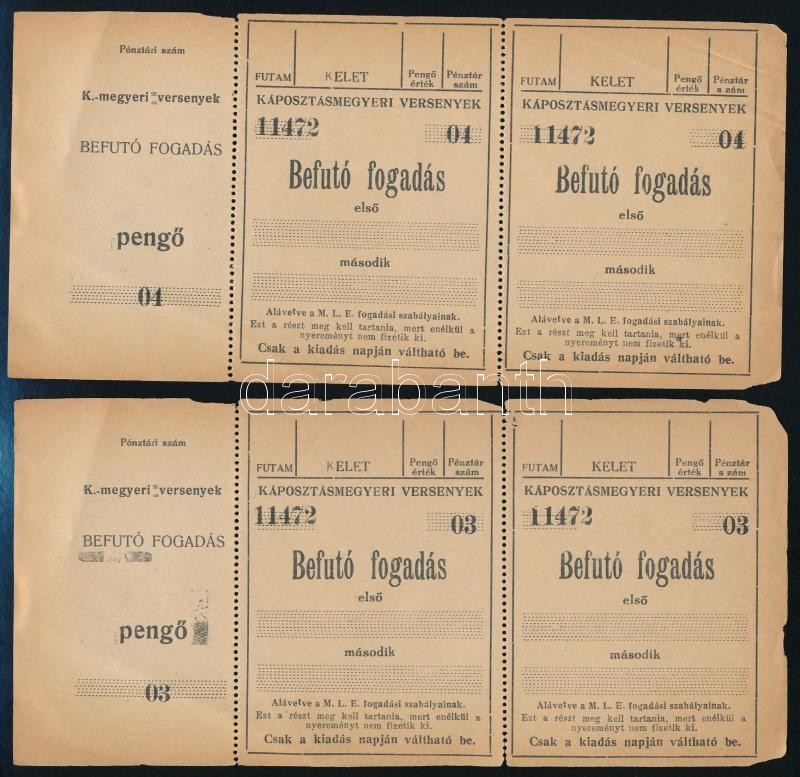 Pénztári szám
K.-megyeri versenyek
BEFUTÓ FOGADÁS
pengő
04
FUTAM KELET Pengő érték Pénztár szám
KÁPOSZTÁSMEGYERI VERSENYEK
11472 04
Befutó fogadás
első
második
Alávetve a M. L. E. fogadási szabályainak.
Ezt a részt meg kell tartania, mert enélkül a
nyereményt nem fizetik ki.
Csak a kiadás napján váltható be.
FUTAM KELET Pengő érték Pénztár s zám
KÁPOSZTÁSMEGYERI VERSENYEK
11472 04
Befutó fogadás
első
második
Alávetve a M. L. E. fogadási szabályainak.
Ezt a részt meg kell tartania, mert enélkül a
nyereményt nem fizetik ki.
Csak a kiadás napján váltható be.
darabanth
Pénztári szám
K.-megyeri versenyek
BEFUTÓ FOGADÁS
pengő
03
FUTAM KELET Pengő érték Pénztár szám
KÁPOSZTÁSMEGYERI VERSENYEK
11472 03
Befutó fogadás
első
második
Alávetve a M. L. E. fogadási szabályainak.
Ezt a részt meg kell tartania, mert enélkül a
nyereményt nem fizetik ki.
Csak a kiadás napján váltható be.
FUTAM KELET Pengő érték Pénztár s zám
KÁPOSZTÁSMEGYERI VERSENYEK
11472 03
Befutó fogadás
első
második
Alávetve a M. L. E. fogadási szabályainak.
Ezt a részt meg kell tartania, mert enélkül a
nyereményt nem fizetik ki.
Csak a kiadás napján váltható be.